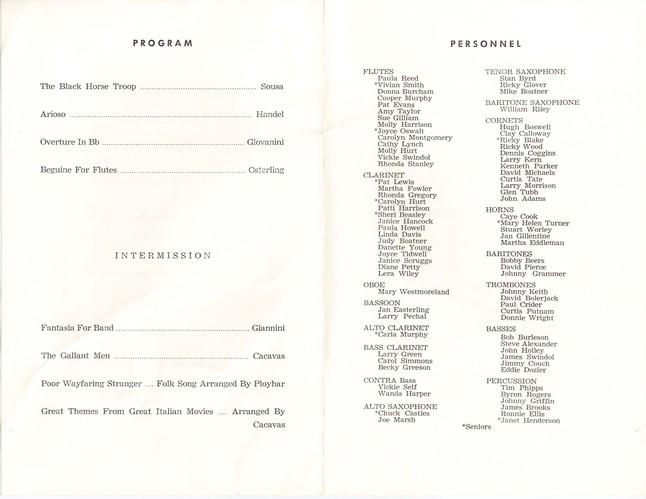 PROGRAM
The Black Horse Troop ........................................ Sousa
Arioso ................................................................ Handel
Overture In Bb .................................................. Giovanini
Beguine For Flutes ........................................... Osterling
INTERMISSION
Fantasia For Band .............................................. Giannini
The Gallant Men ................................................ Cacavas
Poor Wayfaring Stranger .... Folk Song Arranged By Ployhar
Great Themes From Great Italian Movies .... Arranged By
Cacavas
PERSONNEL
FLUTES
Paula Reed
*Vivian Smith
Donna Burcham
Cooper Murphy
Pat Evans
Amy Taylor
Sue Gilliam
Molly Harrison
*Joyce Oswalt
Carolyn Montgomery
Cathy Lynch
Molly Hurt
Vickie Swindol
Rhonda Stanley
CLARINET
*Pat Lewis
Martha Fowler
Rhonda Gregory
*Carolyn Hurt
Patti Harrison
*Sheri Beasley
Janice Hancock
Paula Howell
Linda Davis
Judy Boatner
Danette Young
Joyce Tidwell
Janice Scruggs
Diane Petty
Lera Wiley
OBOE
Mary Westmoreland
BASSOON
Jan Easterling
Larry Pechal
ALTO CLARINET
*Carla Murphy
BASS CLARINET
Larry Green
Carol Simmons
Becky Greeson
CONTRA Bass
Vickie Self
Wanda Harper
ALTO SAXOPHONE
*Chuck Castles
Joe Marsh
TENOR SAXOPHONE
Stan Byrd
Ricky Glover
Mike Boatner
BARITONE SAXOPHONE
William Riley
CORNETS
Hugh Boswell
Clay Calloway
*Ricky Blake
Ricky Wood
Dennis Coggins
Larry Kern
Kenneth Parker
David Michaels
Curtis Tate
Larry Morrison
Glen Tubb
John Adams
HORNS
Caye Cook
*Mary Helen Turner
Stuart Worley
Jan Gillentine
Martha Eddleman
BARITONES
Bobby Beers
David Pierce
Johnny Grammer
TROMBONES
Johnny Keith
David Bolerjack
Paul Crider
Curtis Putnam
Donnie Wright
BASSES
Bob Burleson
Steve Alexander
John Holley
James Swindol
Jimmy Couch
Eddie Dozier
PERCUSSION
Tim Phipps
Byron Rogers
Johnny Griffin
James Brooks
Ronnie Ellis
*Janet Henderson
*Seniors